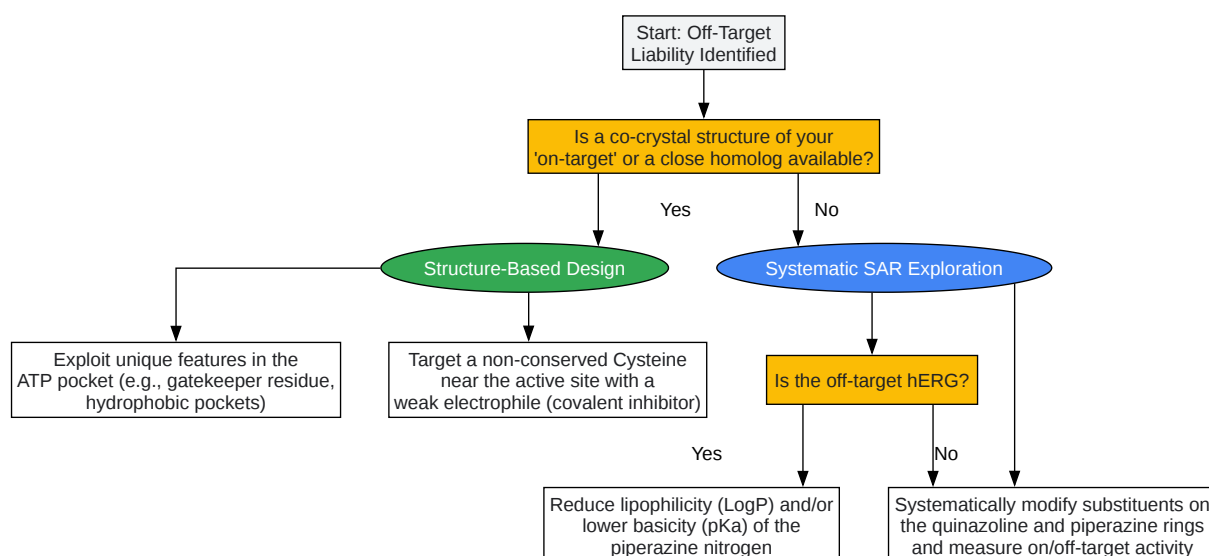 Start: Off-Target
Liability Identified
Is a co-crystal structure of your
'on-target' or a close homolog available?
Yes
No
Structure-Based Design
Systematic SAR Exploration
Exploit unique features in the
ATP pocket (e.g., gatekeeper residue,
hydrophobic pockets)
Target a non-conserved Cysteine
near the active site with a
weak electrophile (covalent inhibitor)
Is the off-target hERG?
Yes
No
Reduce lipophilicity (LogP) and/or
lower basicity (pKa) of the
piperazine nitrogen
Systematically modify substituents on
the quinazoline and piperazine rings
and measure on/off-target activity